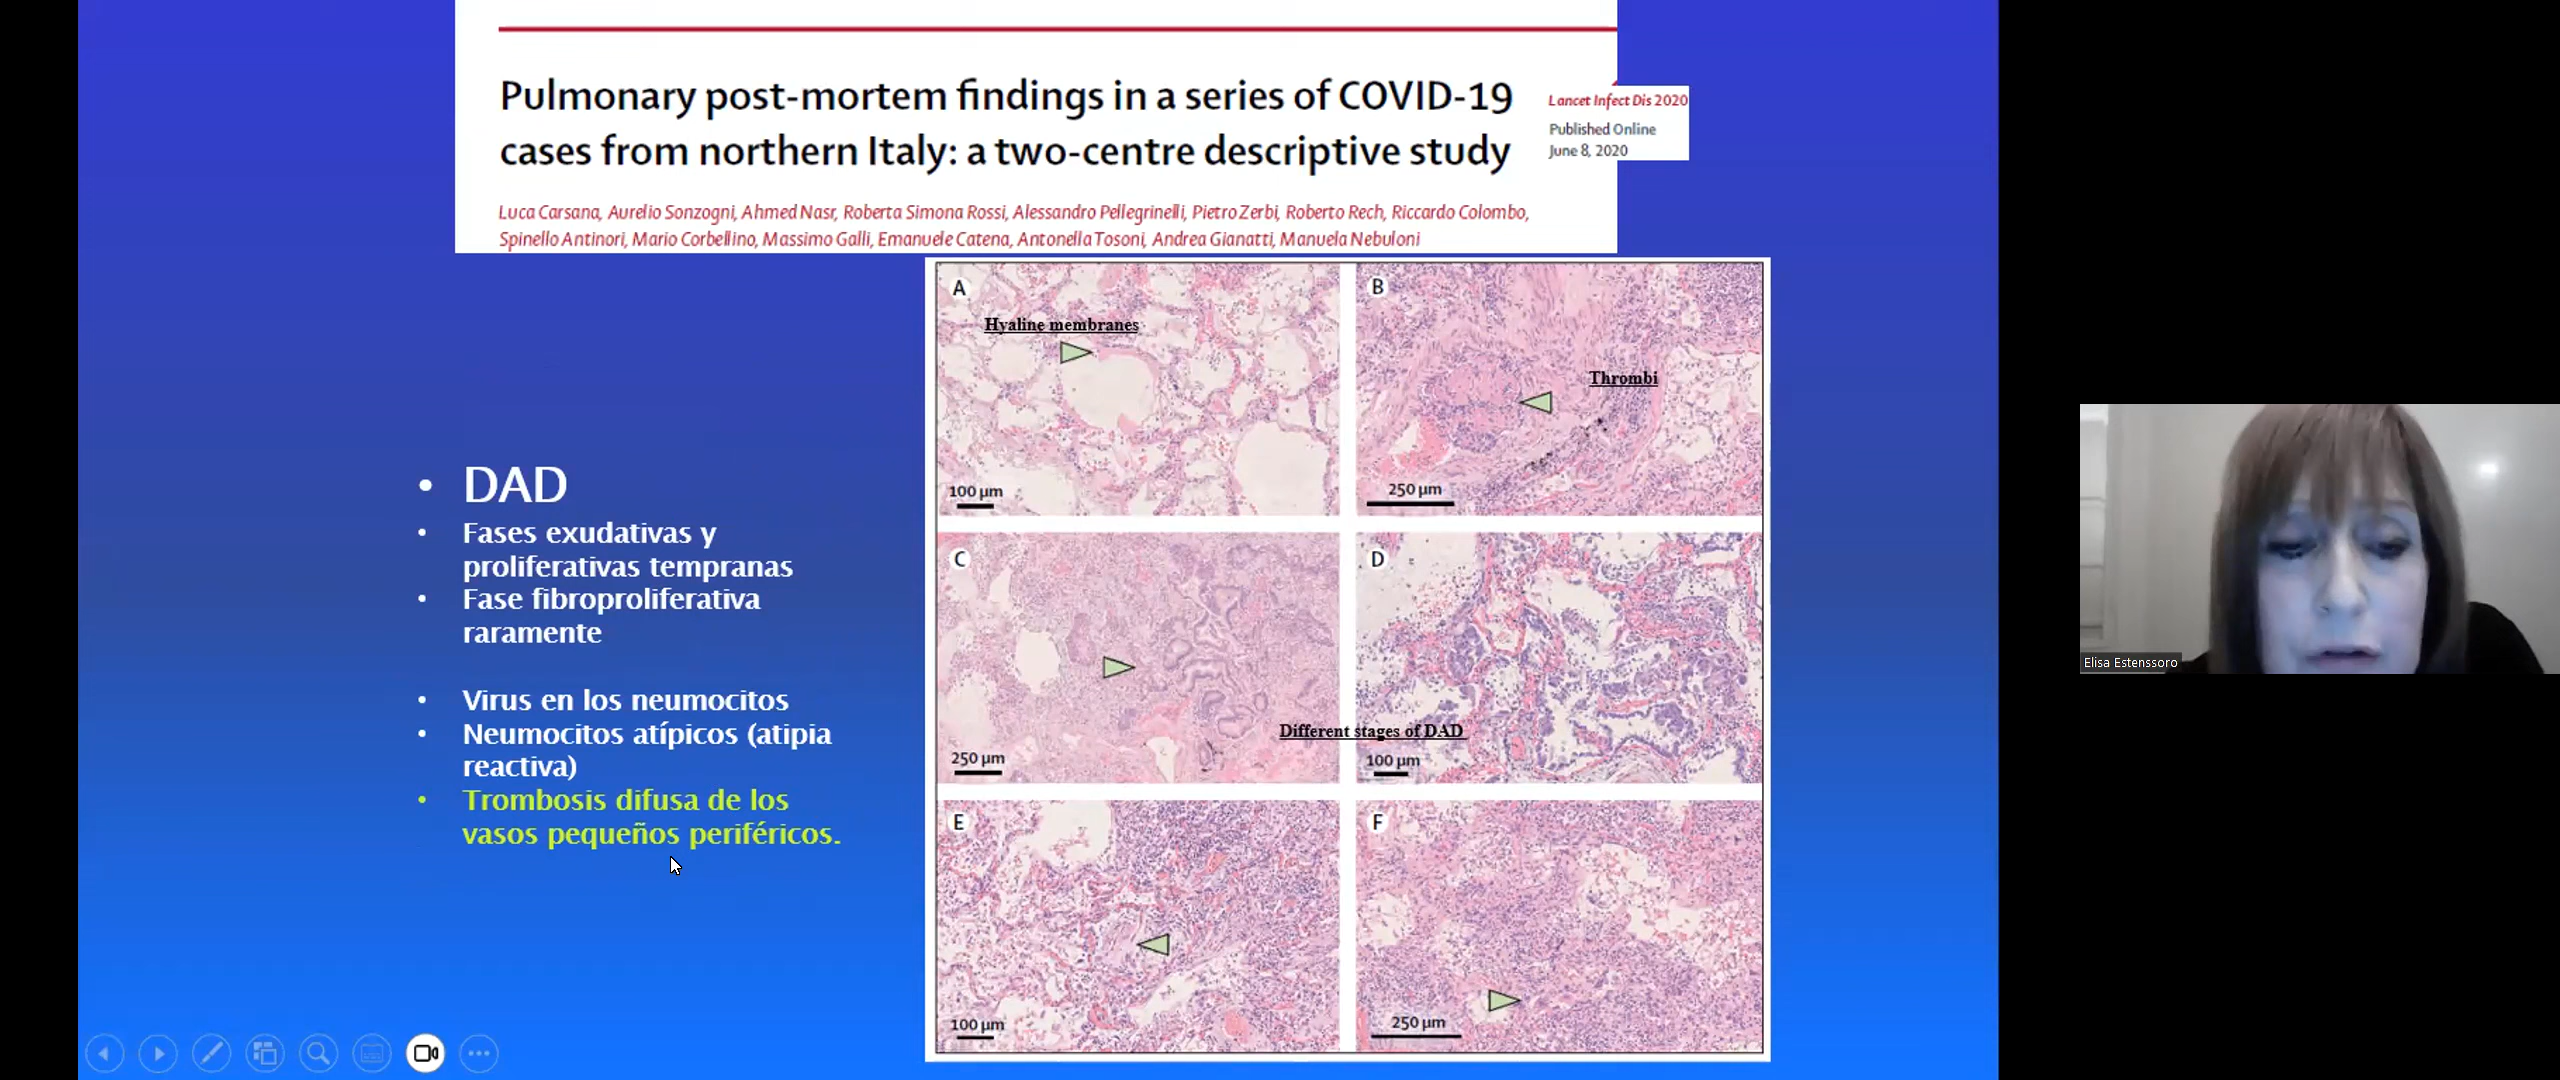 Pulmonary post-mortem findings in a series of COVID-19
cases from northern Italy: a two-centre descriptive study
Lancet Infect Dis 2020
Published Online
June 8, 2020
Luca Carsana, Aurelio Sonzogni, Ahmed Nasr, Roberta Simona Rossi, Alessandro Pellegrinelli, Pietro Zerbi, Roberto Rech, Riccardo Colombo,
Spinello Antinori, Mario Corbellino, Massimo Galli, Emanuele Catena, Antonella Tosoni, Andrea Gianatti, Manuela Nebuloni
• DAD
• Fases exudativas y
proliferativas tempranas
• Fase fibroproliferativa
raramente
• Virus en los neumocitos
• Neumocitos atípicos (atipia
reactiva)
• Trombosis difusa de los
vasos pequeños periféricos.
A
Hyaline membranes
100 µm
B
Thrombi
250 µm
C
250 µm
D
Different stages of DAD
100 µm
E
100 µm
F
250 µm
Elisa Estenssoro